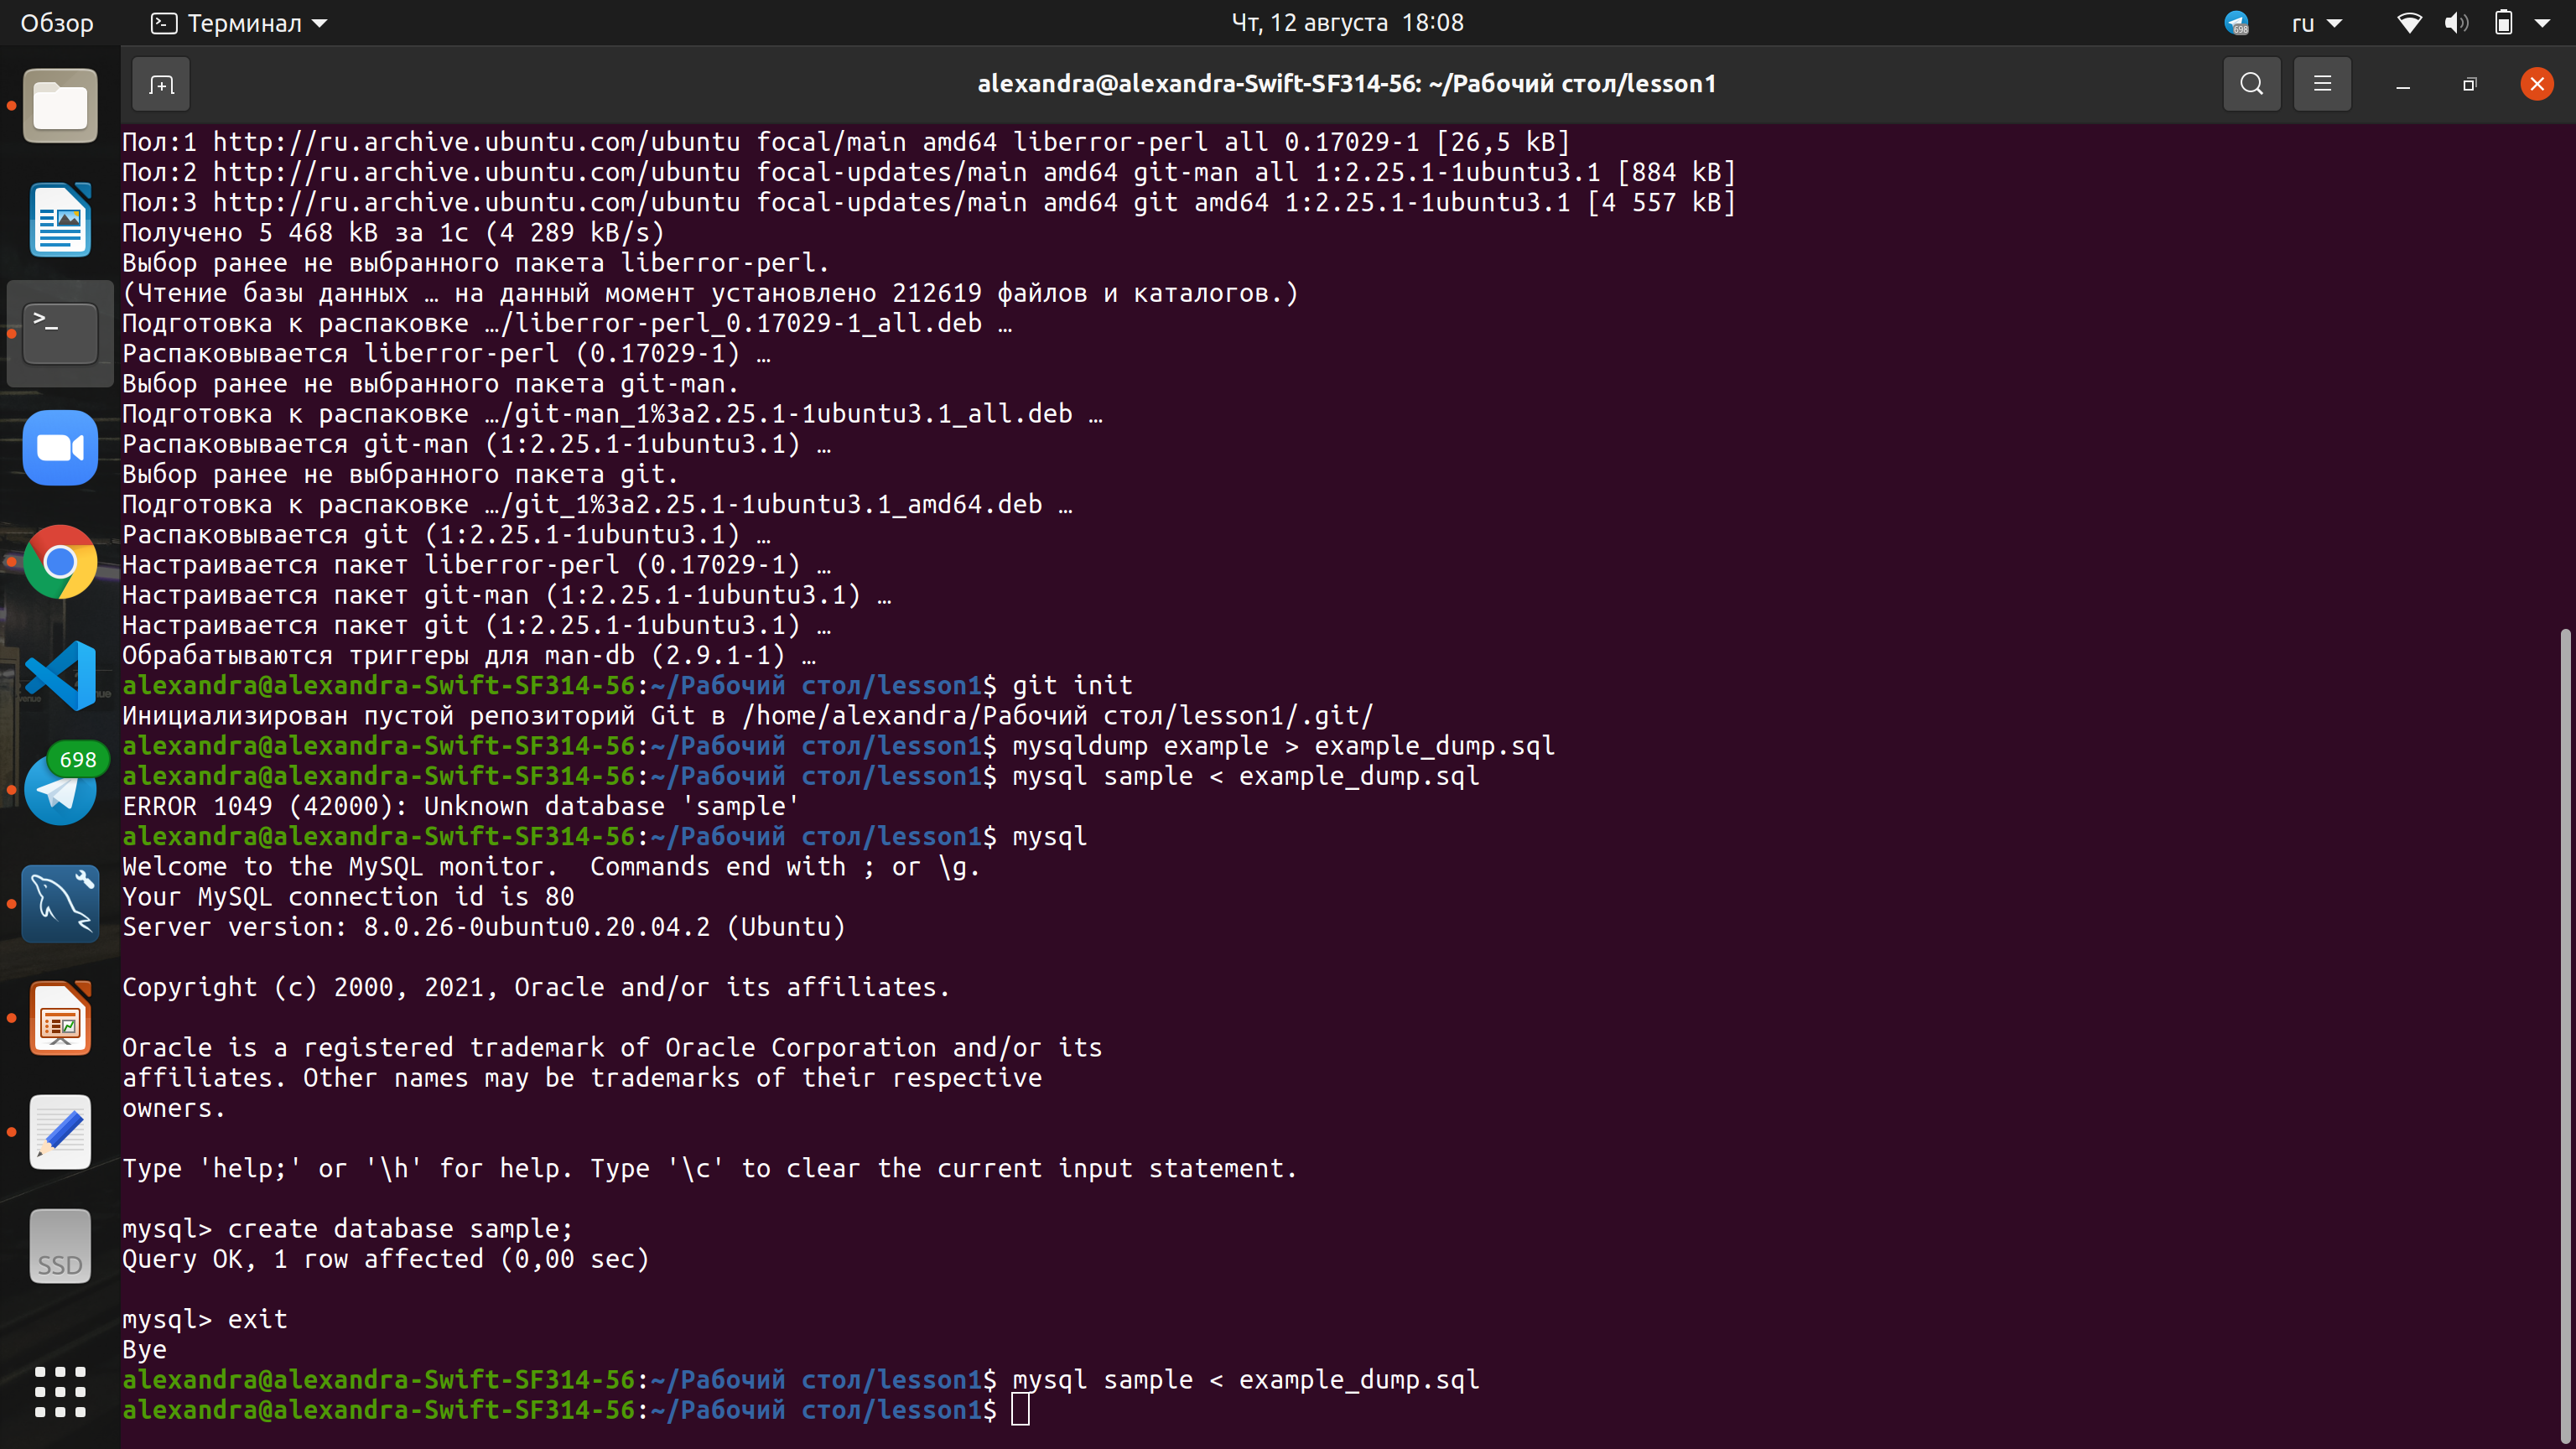 Обзор
Терминал
Чт, 12 августа 18:08
698
ru
alexandra@alexandra-Swift-SF314-56: ~/Рабочий стол/lesson1
Пол:1 http://ru.archive.ubuntu.com/ubuntu focal/main amd64 liberror-perl all 0.17029-1 [26,5 kB]
Пол:2 http://ru.archive.ubuntu.com/ubuntu focal-updates/main amd64 git-man all 1:2.25.1-1ubuntu3.1 [884 kB]
Пол:3 http://ru.archive.ubuntu.com/ubuntu focal-updates/main amd64 git amd64 1:2.25.1-1ubuntu3.1 [4 557 kB]
Получено 5 468 kB за 1с (4 289 kB/s)
Выбор ранее не выбранного пакета liberror-perl.
(Чтение базы данных … на данный момент установлено 212619 файлов и каталогов.)
Подготовка к распаковке …/liberror-perl_0.17029-1_all.deb …
Распаковывается liberror-perl (0.17029-1) …
Выбор ранее не выбранного пакета git-man.
Подготовка к распаковке …/git-man_1%3a2.25.1-1ubuntu3.1_all.deb …
Распаковывается git-man (1:2.25.1-1ubuntu3.1) …
Выбор ранее не выбранного пакета git.
Подготовка к распаковке …/git_1%3a2.25.1-1ubuntu3.1_amd64.deb …
Распаковывается git (1:2.25.1-1ubuntu3.1) …
Настраивается пакет liberror-perl (0.17029-1) …
Настраивается пакет git-man (1:2.25.1-1ubuntu3.1) …
Настраивается пакет git (1:2.25.1-1ubuntu3.1) …
Обрабатываются триггеры для man-db (2.9.1-1) …
alexandra@alexandra-Swift-SF314-56:~/Рабочий стол/lesson1$ git init
Инициализирован пустой репозиторий Git в /home/alexandra/Рабочий стол/lesson1/.git/
alexandra@alexandra-Swift-SF314-56:~/Рабочий стол/lesson1$ mysqldump example > example_dump.sql
alexandra@alexandra-Swift-SF314-56:~/Рабочий стол/lesson1$ mysql sample < example_dump.sql
ERROR 1049 (42000): Unknown database 'sample'
alexandra@alexandra-Swift-SF314-56:~/Рабочий стол/lesson1$ mysql
Welcome to the MySQL monitor.  Commands end with ; or \g.
Your MySQL connection id is 80
Server version: 8.0.26-0ubuntu0.20.04.2 (Ubuntu)
Copyright (c) 2000, 2021, Oracle and/or its affiliates.
Oracle is a registered trademark of Oracle Corporation and/or its
affiliates. Other names may be trademarks of their respective
owners.
Type 'help;' or '\h' for help. Type '\c' to clear the current input statement.
mysql> create database sample;
Query OK, 1 row affected (0,00 sec)
mysql> exit
Bye
alexandra@alexandra-Swift-SF314-56:~/Рабочий стол/lesson1$ mysql sample < example_dump.sql
alexandra@alexandra-Swift-SF314-56:~/Рабочий стол/lesson1$
698
SSD